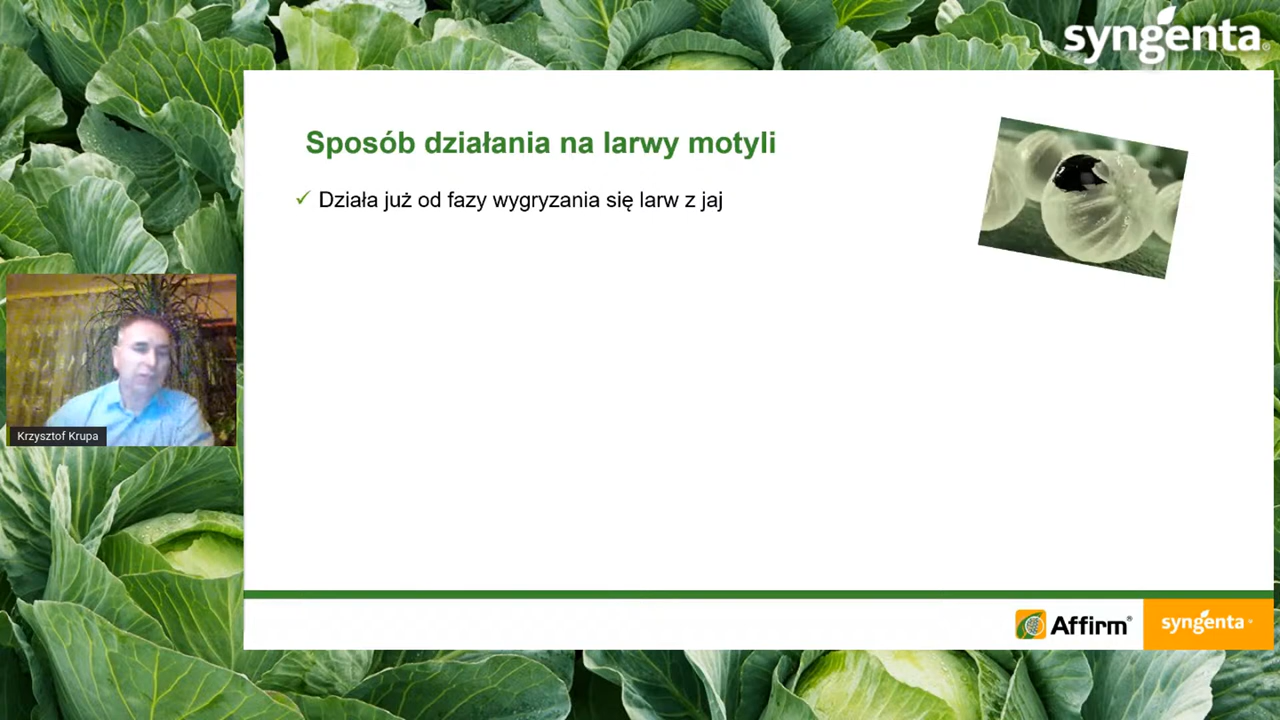 syngenta
Sposób działania na larwy motyli
✓ Działa już od fazy wygryzania się larw z jaj
Krzysztof Krupa
Affirm®
syngenta